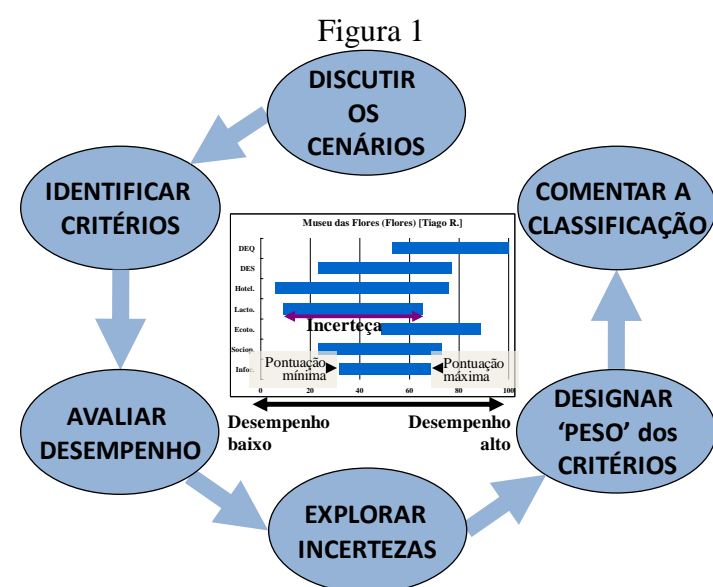 Figura 1
DISCUTIR
OS
CENÁRIOS
IDENTIFICAR
CRITÉRIOS
COMENTAR A
CLASSIFICAÇÃO
Museu das Flores (Flores) [Tiago R.]
DEQ
DES
Hotel.
Lacto.
Incerteça
Ecoto.
Sociop.
Infor.
Pontuação
mínima
Pontuação
máxima
0 20 40 60 80 100
Desempenho
baixo
Desempenho
alto
AVALIAR
DESEMPENHO
DESIGNAR
‘PESO’ dos
CRITÉRIOS
EXPLORAR
INCERTEZAS